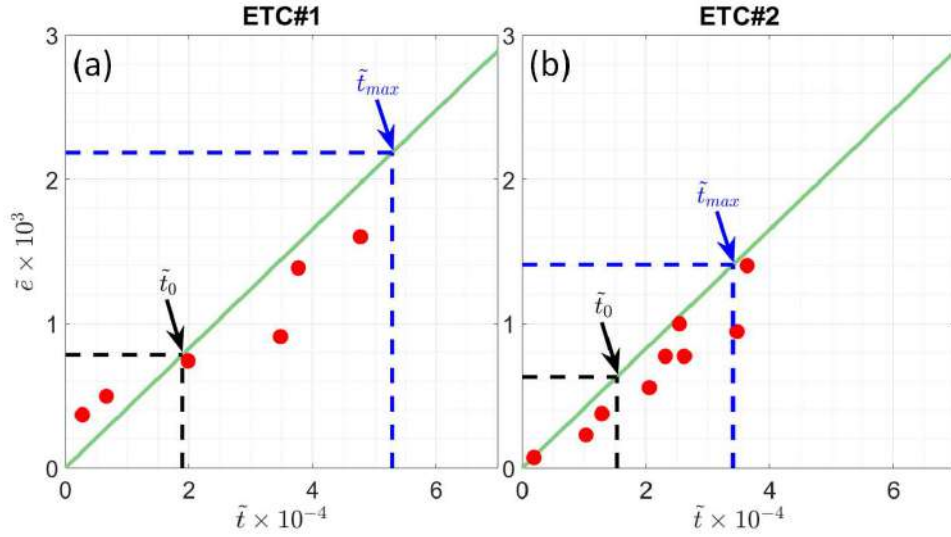 ETC#1
ETC#2
(a)
(b)
3
2
1
0
t̃max
t̃0
ẽ × 10³
0 2 4 6
t̃ × 10⁻⁴
3
2
1
0
t̃max
t̃0
0 2 4 6
t̃ × 10⁻⁴